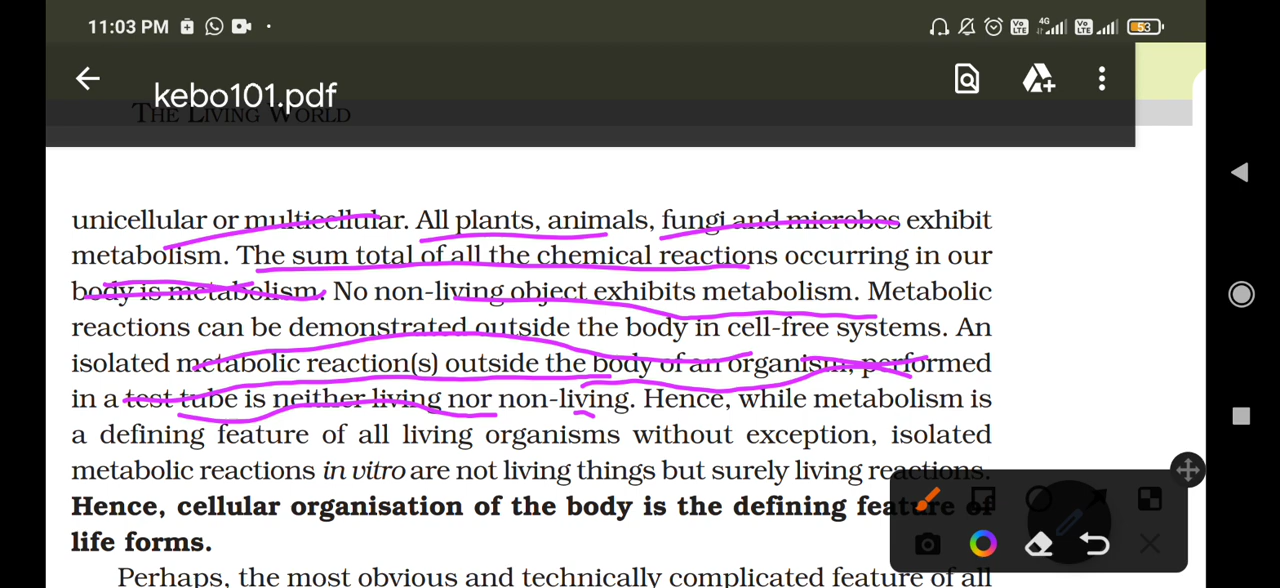 11:03 PM
4G
Vo LTE
Vo LTE
53
kebo101.pdf
THE LIVING WORLD
unicellular or multicellular. All plants, animals, fungi and microbes exhibit
metabolism. The sum total of all the chemical reactions occurring in our
body is metabolism. No non-living object exhibits metabolism. Metabolic
reactions can be demonstrated outside the body in cell-free systems. An
isolated metabolic reaction(s) outside the body of an organism, performed
in a test tube is neither living nor non-living. Hence, while metabolism is
a defining feature of all living organisms without exception, isolated
metabolic reactions in vitro are not living things but surely living reactions.
Hence, cellular organisation of the body is the defining feature of
life forms.
Perhaps, the most obvious and technically complicated feature of all